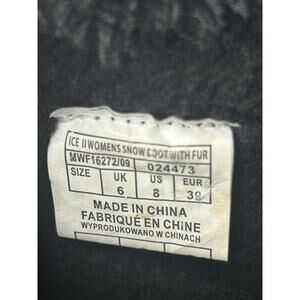 ICE II WOMENS SNOW BOOT WITH FUR
MWF16272/09 024473
SIZE UK US EUR
6 8 39
MADE IN CHINA
FABRIQUÉ EN CHINE
WYPRODUKOWANO W CHINACH